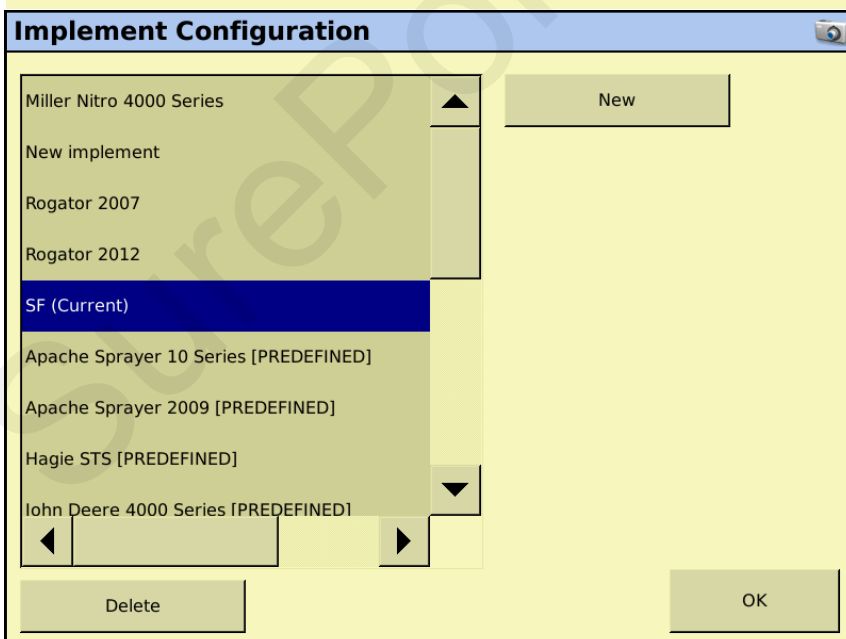 Implement Configuration
Miller Nitro 4000 Series
New
New implement
Rogator 2007
Rogator 2012
SF (Current)
Apache Sprayer 10 Series [PREDEFINED]
Apache Sprayer 2009 [PREDEFINED]
Hagie STS [PREDEFINED]
John Deere 4000 Series [PREDEFINED]
Delete
OK